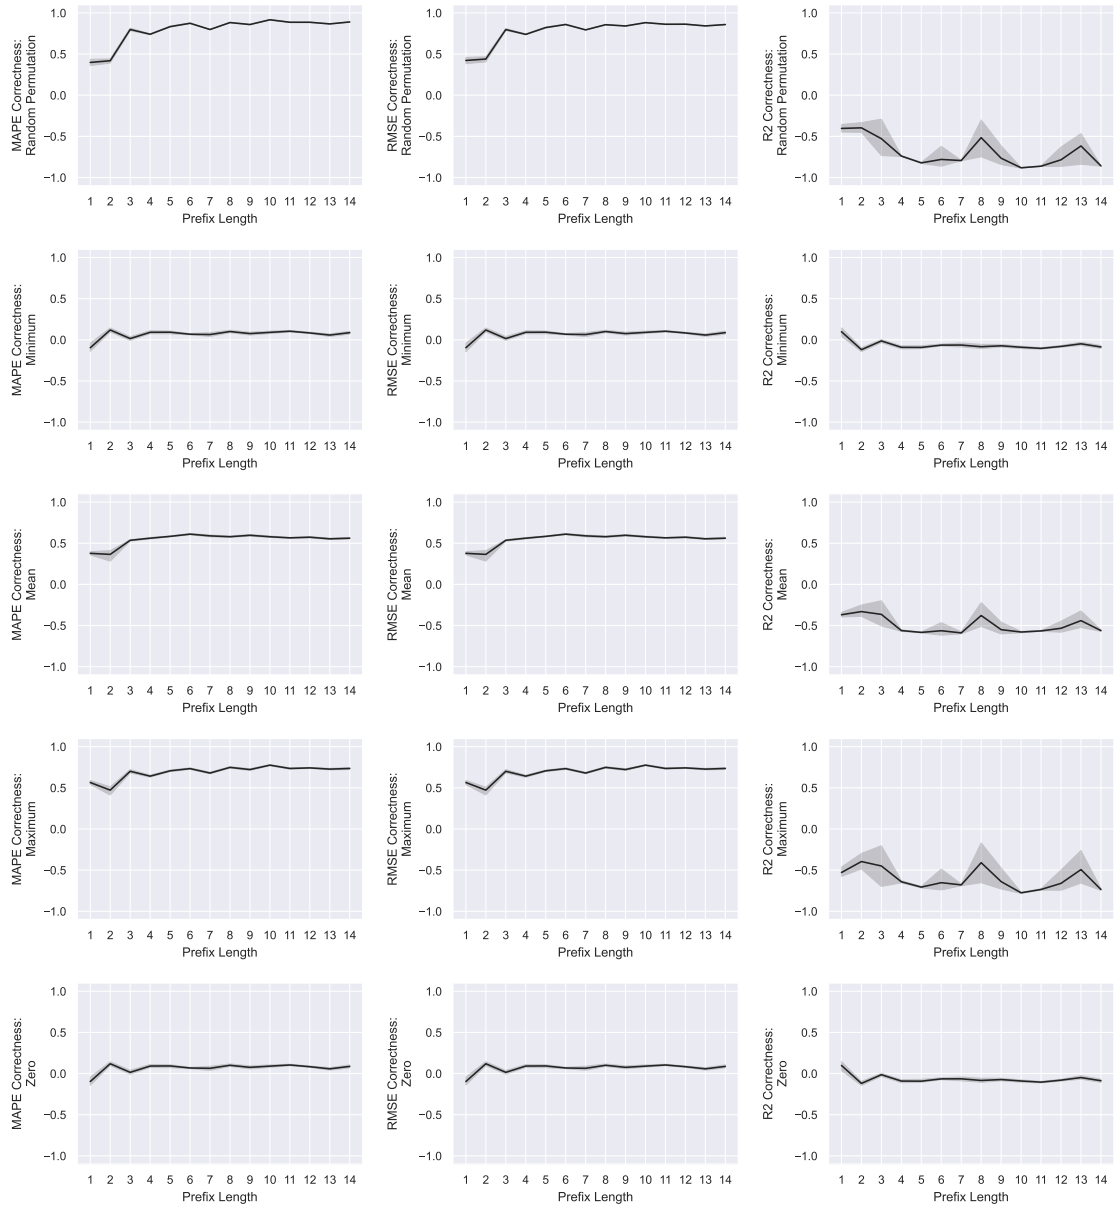 MAPE Correctness:
Random Permutation
1.0
0.5
0.0
−0.5
−1.0
1 2 3 4 5 6 7 8 9 10 11 12 13 14
Prefix Length
RMSE Correctness:
Random Permutation
1.0
0.5
0.0
−0.5
−1.0
1 2 3 4 5 6 7 8 9 10 11 12 13 14
Prefix Length
R2 Correctness:
Random Permutation
1.0
0.5
0.0
−0.5
−1.0
1 2 3 4 5 6 7 8 9 10 11 12 13 14
Prefix Length
MAPE Correctness:
Minimum
1.0
0.5
0.0
−0.5
−1.0
1 2 3 4 5 6 7 8 9 10 11 12 13 14
Prefix Length
RMSE Correctness:
Minimum
1.0
0.5
0.0
−0.5
−1.0
1 2 3 4 5 6 7 8 9 10 11 12 13 14
Prefix Length
R2 Correctness:
Minimum
1.0
0.5
0.0
−0.5
−1.0
1 2 3 4 5 6 7 8 9 10 11 12 13 14
Prefix Length
MAPE Correctness:
Mean
1.0
0.5
0.0
−0.5
−1.0
1 2 3 4 5 6 7 8 9 10 11 12 13 14
Prefix Length
RMSE Correctness:
Mean
1.0
0.5
0.0
−0.5
−1.0
1 2 3 4 5 6 7 8 9 10 11 12 13 14
Prefix Length
R2 Correctness:
Mean
1.0
0.5
0.0
−0.5
−1.0
1 2 3 4 5 6 7 8 9 10 11 12 13 14
Prefix Length
MAPE Correctness:
Maximum
1.0
0.5
0.0
−0.5
−1.0
1 2 3 4 5 6 7 8 9 10 11 12 13 14
Prefix Length
RMSE Correctness:
Maximum
1.0
0.5
0.0
−0.5
−1.0
1 2 3 4 5 6 7 8 9 10 11 12 13 14
Prefix Length
R2 Correctness:
Maximum
1.0
0.5
0.0
−0.5
−1.0
1 2 3 4 5 6 7 8 9 10 11 12 13 14
Prefix Length
MAPE Correctness:
Zero
1.0
0.5
0.0
−0.5
−1.0
1 2 3 4 5 6 7 8 9 10 11 12 13 14
Prefix Length
RMSE Correctness:
Zero
1.0
0.5
0.0
−0.5
−1.0
1 2 3 4 5 6 7 8 9 10 11 12 13 14
Prefix Length
R2 Correctness:
Zero
1.0
0.5
0.0
−0.5
−1.0
1 2 3 4 5 6 7 8 9 10 11 12 13 14
Prefix Length